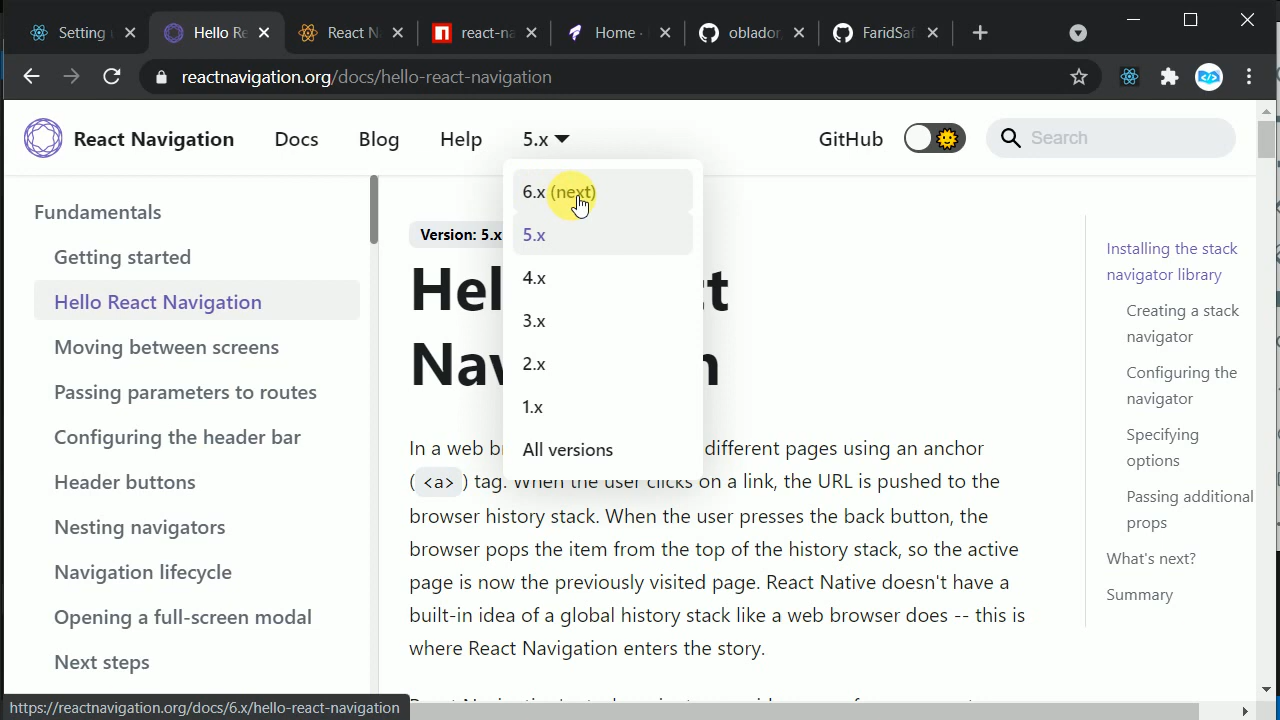 Setting
Hello Re
React N
react-na
Home -
oblador
FaridSaf
reactnavigation.org/docs/hello-react-navigation
React Navigation
Docs
Blog
Help
5.x
GitHub
Search
6.x (next)
5.x
4.x
3.x
2.x
1.x
All versions
Fundamentals
Getting started
Hello React Navigation
Moving between screens
Passing parameters to routes
Configuring the header bar
Header buttons
Nesting navigators
Navigation lifecycle
Opening a full-screen modal
Next steps
Version: 5.x
Hel t
Nav n
In a web b different pages using an anchor
( <a> ) tag. When the user clicks on a link, the URL is pushed to the
browser history stack. When the user presses the back button, the
browser pops the item from the top of the history stack, so the active
page is now the previously visited page. React Native doesn't have a
built-in idea of a global history stack like a web browser does -- this is
where React Navigation enters the story.
Installing the stack
navigator library
Creating a stack
navigator
Configuring the
navigator
Specifying
options
Passing additional
props
What's next?
Summary
https://reactnavigation.org/docs/6.x/hello-react-navigation